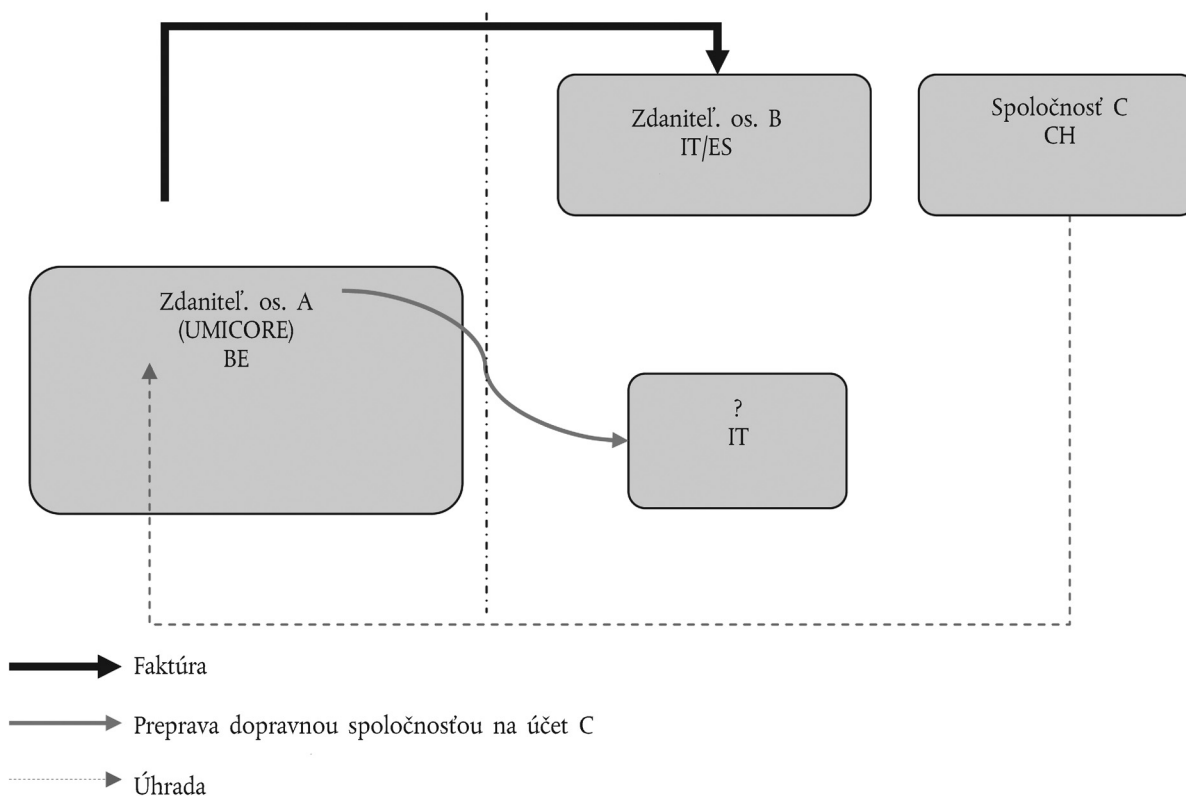 Zdaniteľ. os. B
IT/ES
Spoločnosť C
CH
Zdaniteľ. os. A
(UMICORE)
BE
?
IT
Faktúra
Preprava dopravnou spoločnosťou na účet C
Úhrada